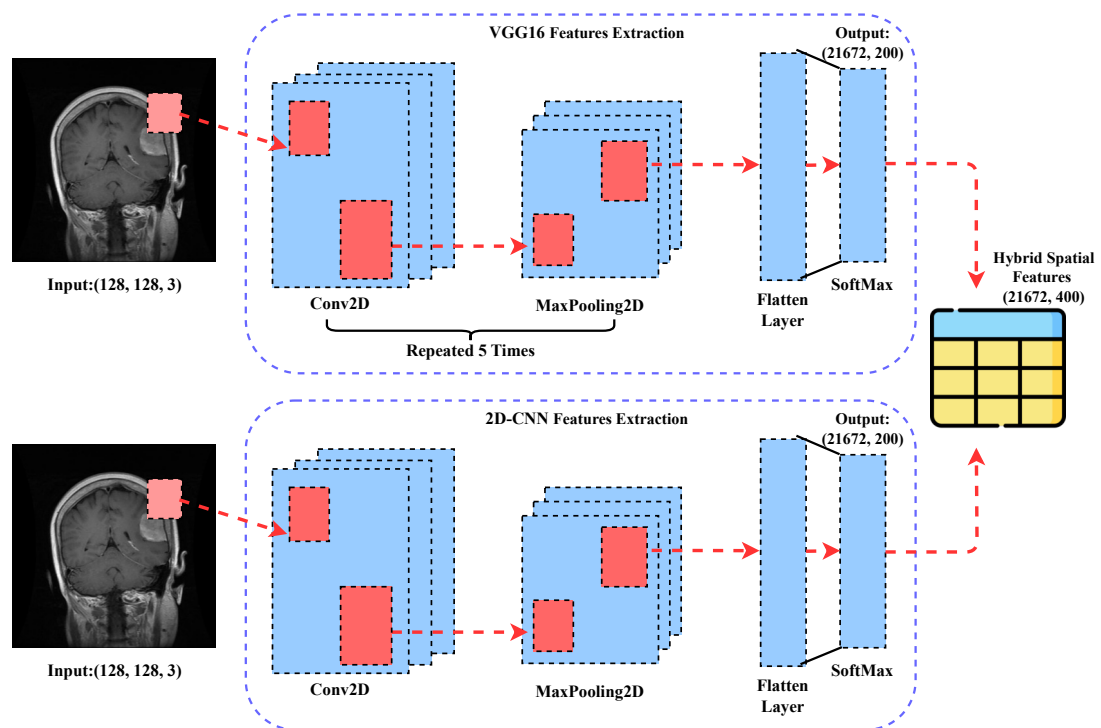 VGG16 Features Extraction
Output:
(21672, 200)
Input:(128, 128, 3)
Conv2D
MaxPooling2D
Flatten
Layer
SoftMax
Repeated 5 Times
Hybrid Spatial
Features
(21672, 400)
2D-CNN Features Extraction
Output:
(21672, 200)
Input:(128, 128, 3)
Conv2D
MaxPooling2D
Flatten
Layer
SoftMax